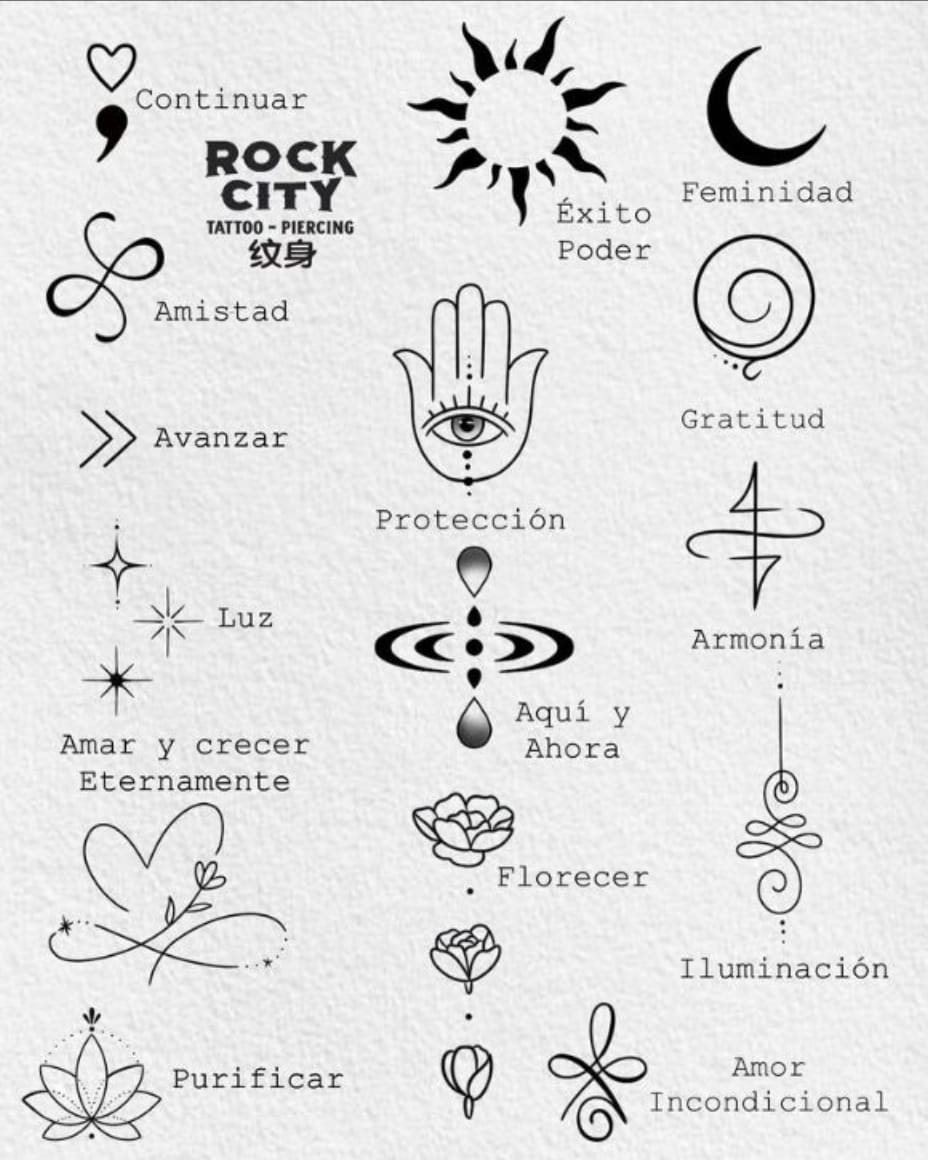 Continuar
ROCK
CITY
TATTOO - PIERCING
纹身
Éxito
Poder
Feminidad
Amistad
Gratitud
Avanzar
Protección
Luz
Armonía
Aquí y
Ahora
Amar y crecer
Eternamente
Florecer
Iluminación
Purificar
Amor
Incondicional